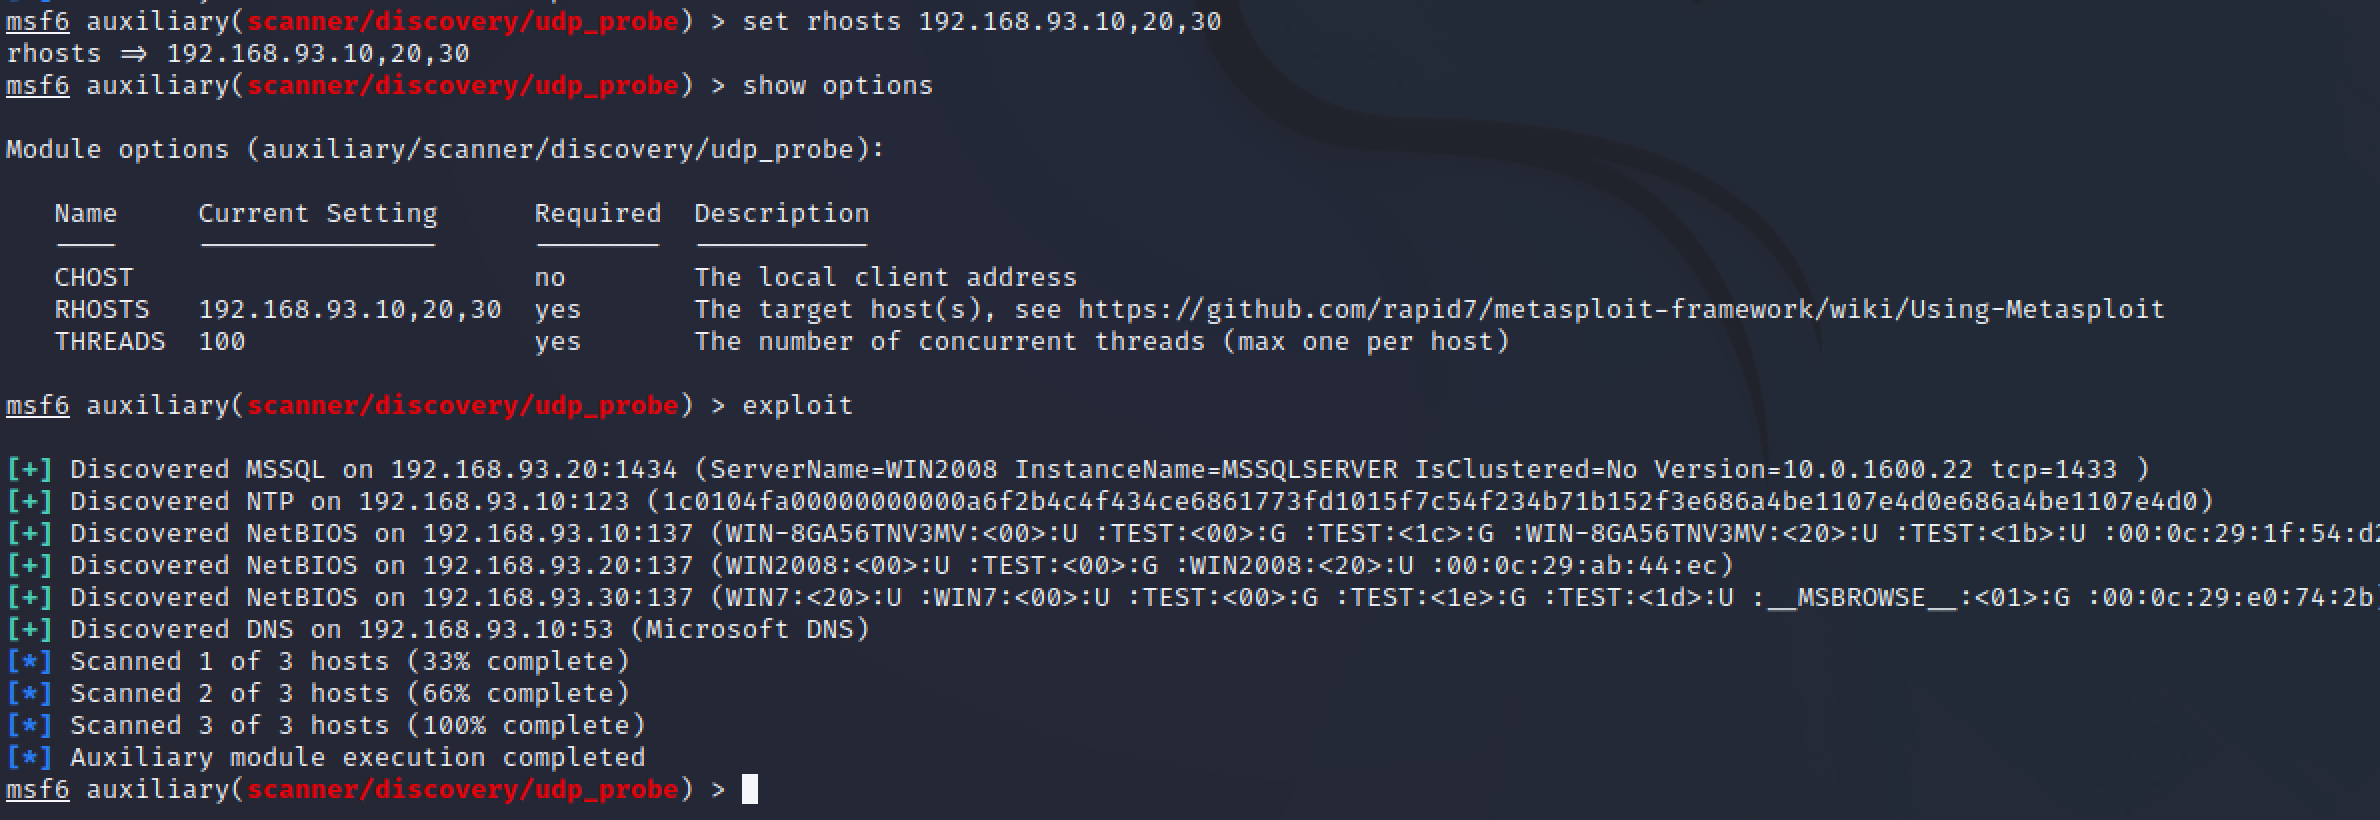 msf6 auxiliary(scanner/discovery/udp_probe) > set rhosts 192.168.93.10,20,30
rhosts ⇒ 192.168.93.10,20,30
msf6 auxiliary(scanner/discovery/udp_probe) > show options
Module options (auxiliary/scanner/discovery/udp_probe):
Name Current Setting Required Description
CHOST no The local client address
RHOSTS 192.168.93.10,20,30 yes The target host(s), see https://github.com/rapid7/metasploit-framework/wiki/Using-Metasploit
THREADS 100 yes The number of concurrent threads (max one per host)
msf6 auxiliary(scanner/discovery/udp_probe) > exploit
[+] Discovered MSSQL on 192.168.93.20:1434 (ServerName=WIN2008 InstanceName=MSSQLSERVER IsClustered=No Version=10.0.1600.22 tcp=1433 )
[+] Discovered NTP on 192.168.93.10:123 (1c0104fa00000000000a6f2b4c4f434ce6861773fd1015f7c54f234b71b152f3e686a4be1107e4d0e686a4be1107e4d0)
[+] Discovered NetBIOS on 192.168.93.10:137 (WIN-8GA56TNV3MV:<00>:U :TEST:<00>:G :TEST:<1c>:G :WIN-8GA56TNV3MV:<20>:U :TEST:<1b>:U :00:0c:29:1f:54:d2
[+] Discovered NetBIOS on 192.168.93.20:137 (WIN2008:<00>:U :TEST:<00>:G :WIN2008:<20>:U :00:0c:29:ab:44:ec)
[+] Discovered NetBIOS on 192.168.93.30:137 (WIN7:<20>:U :WIN7:<00>:U :TEST:<00>:G :TEST:<1e>:G :TEST:<1d>:U :__MSBROWSE__:<01>:G :00:0c:29:e0:74:2b)
[+] Discovered DNS on 192.168.93.10:53 (Microsoft DNS)
[*] Scanned 1 of 3 hosts (33% complete)
[*] Scanned 2 of 3 hosts (66% complete)
[*] Scanned 3 of 3 hosts (100% complete)
[*] Auxiliary module execution completed
msf6 auxiliary(scanner/discovery/udp_probe) >